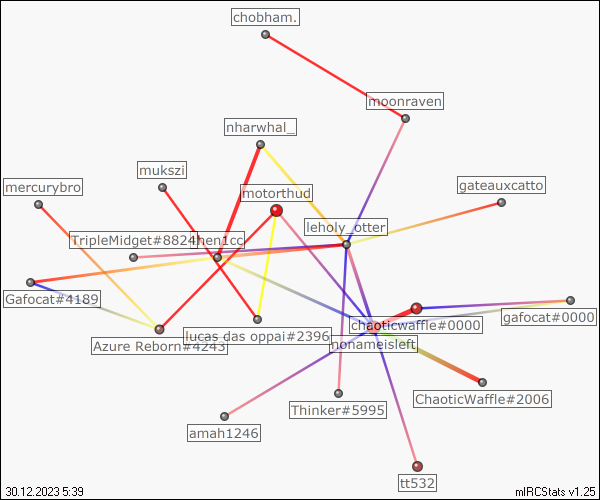 chobham.
moonraven
nharwhal_
mukszi
mercurybro
motorthud
gateauxcatto
leholy_otter
TripleMidget#8824
hen1cc
Gafocat#4189
gafocat#0000
chaoticwaffle#0000
lucas das oppai#2396
Azure Reborn#4243
nonameisleft
ChaoticWaffle#2006
Thinker#5995
amah1246
tt532
30.12.2023 5:39
mIRCStats v1.25